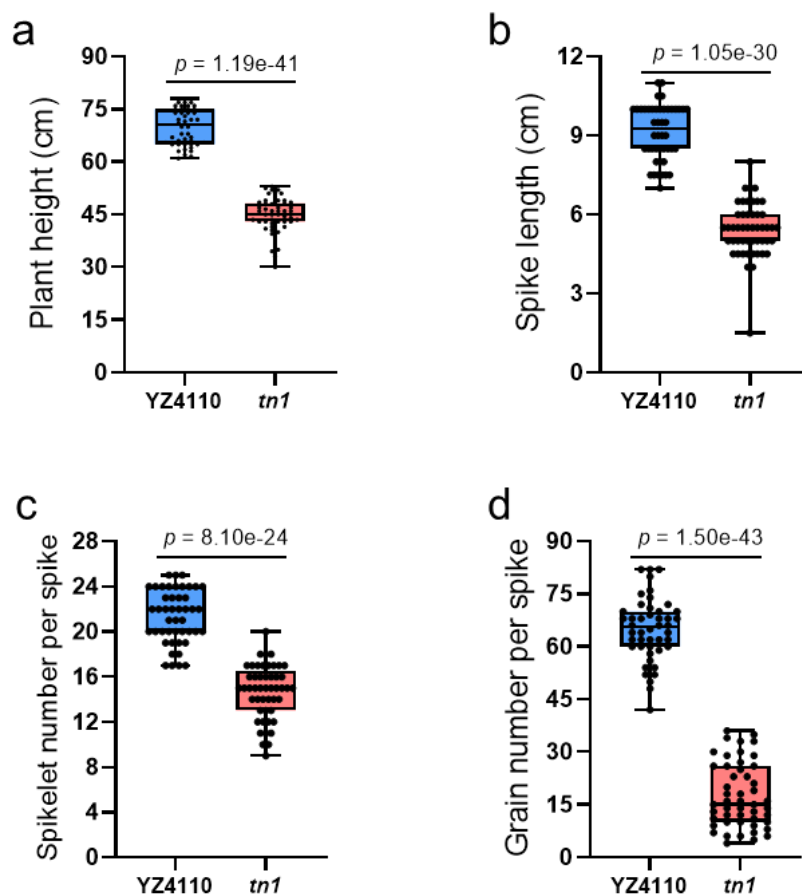 a
p = 1.19e-41
Plant height (cm)
90
75
60
45
30
15
0
YZ4110 tn1
b
p = 1.05e-30
Spike length (cm)
12
9
6
3
0
YZ4110 tn1
c
p = 8.10e-24
Spikelet number per spike
28
24
20
16
12
8
4
0
YZ4110 tn1
d
p = 1.50e-43
Grain number per spike
90
75
60
45
30
15
0
YZ4110 tn1